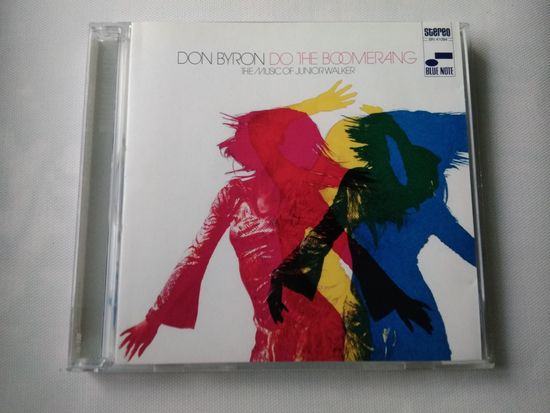 DON BYRON DO THE BOOMERANG
THE MUSIC OF JUNIOR WALKER
stereo
BLUE NOTE